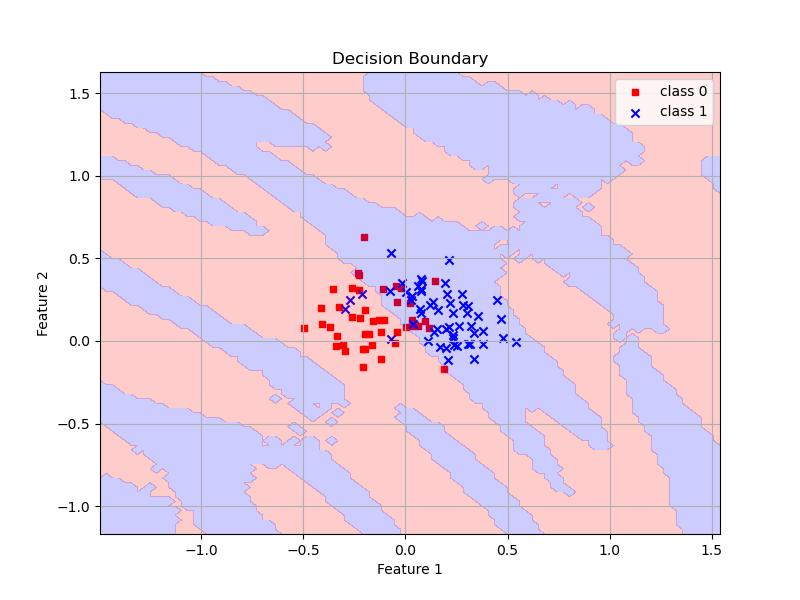 Decision Boundary
class 0
class 1
1.5
1.0
0.5
0.0
−0.5
−1.0
Feature 2
−1.0
−0.5
0.0
0.5
1.0
1.5
Feature 1